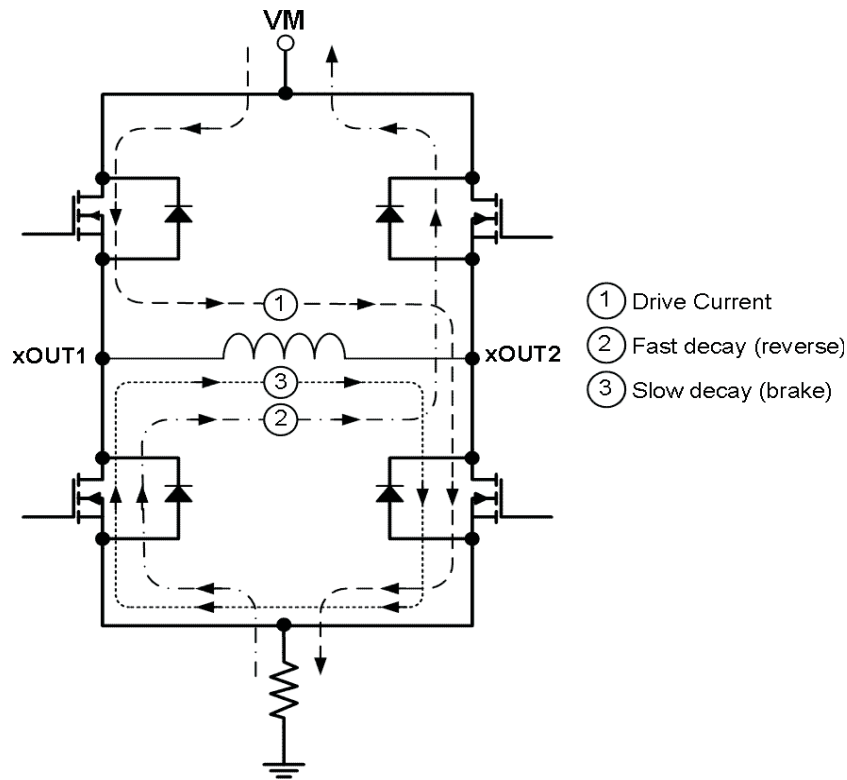 VM
1
1 Drive Current
xOUT1
xOUT2
2 Fast decay (reverse)
3
3 Slow decay (brake)
2